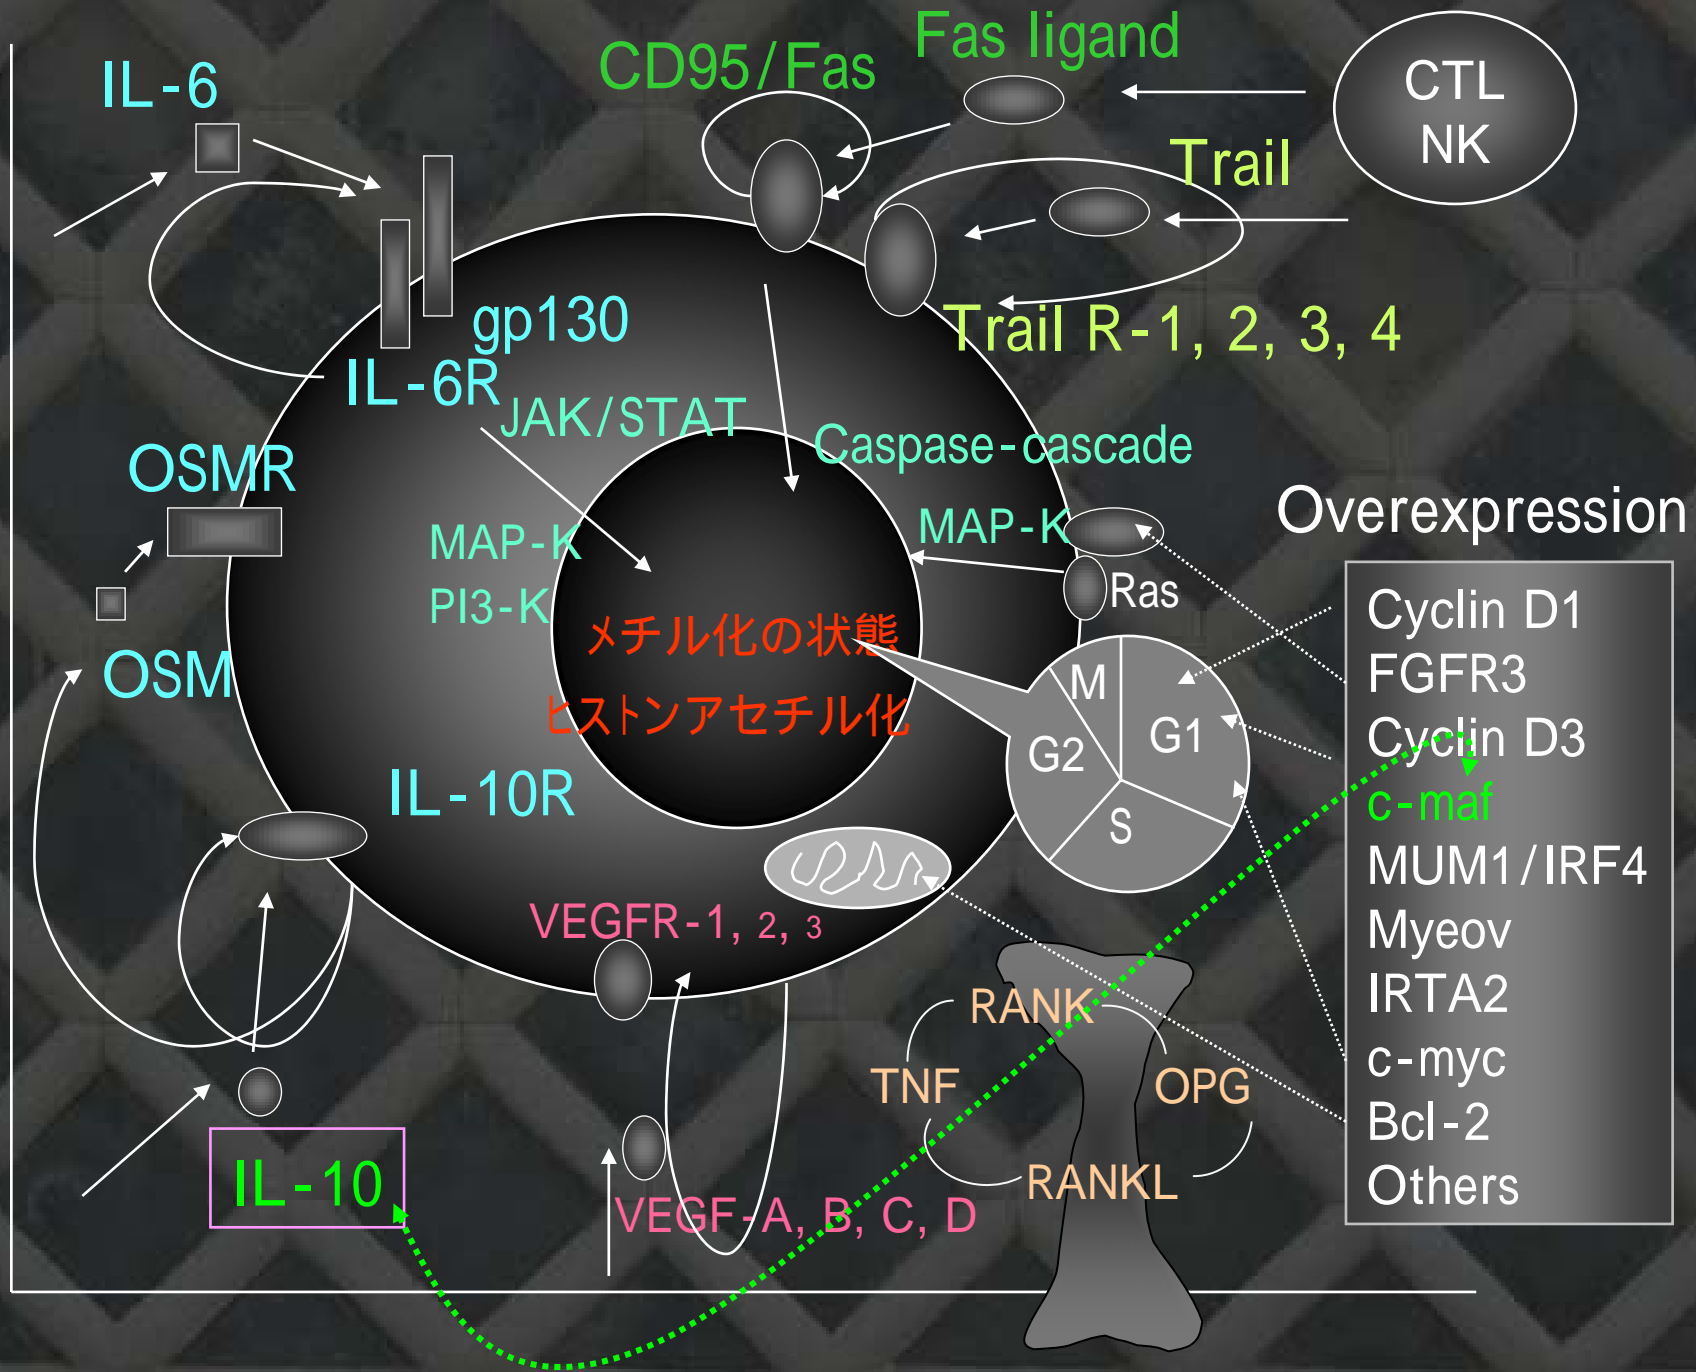 Fas ligand
CD95/Fas
IL-6
CTL
NK
Trail
gp130
Trail R-1, 2, 3, 4
IL-6R
JAK/STAT
Caspase-cascade
OSMR
MAP-K
MAP-K
PI3-K
Ras
Overexpression
Cyclin D1
FGFR3
Cyclin D3
c-maf
MUM1/IRF4
Myeov
IRTA2
c-myc
Bcl-2
Others
メチル化の状態
ヒストンアセチル化
OSM
M
G1
G2
S
IL-10R
VEGFR-1, 2, 3
RANK
TNF
OPG
RANKL
IL-10
VEGF-A, B, C, D